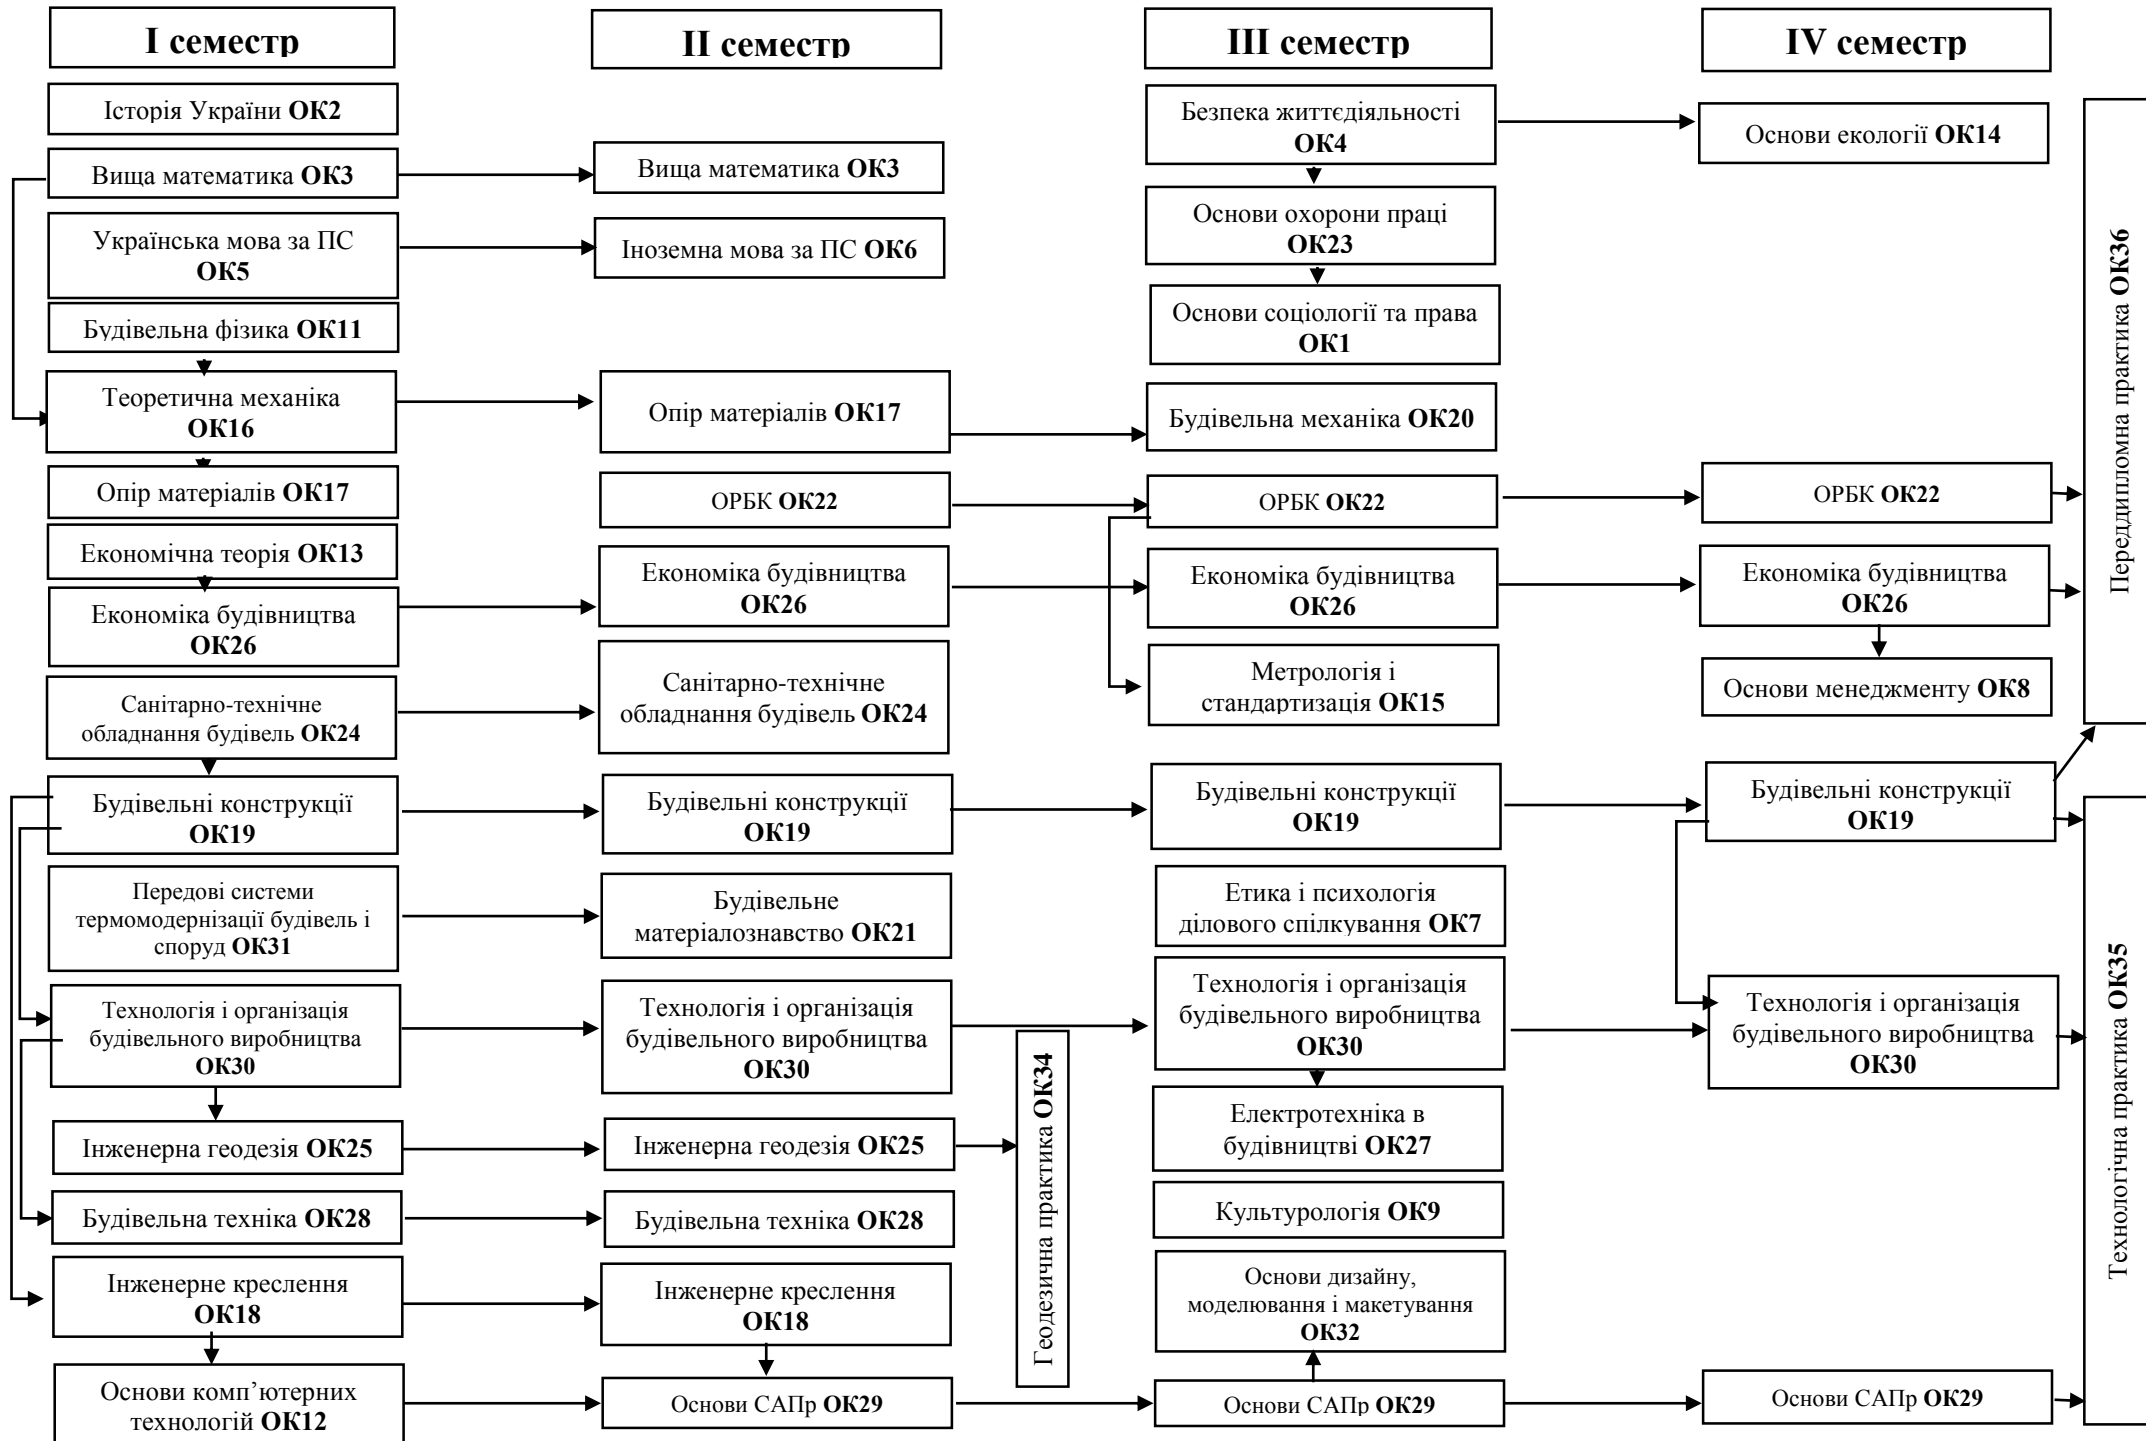 I семестр
II семестр
III семестр
IV семестр
Історія України ОК2
Вища математика ОК3
Українська мова за ПС
ОК5
Будівельна фізика ОК11
Теоретична механіка
ОК16
Опір матеріалів ОК17
Економічна теорія ОК13
Економіка будівництва
ОК26
Санітарно-технічне
обладнання будівель ОК24
Будівельні конструкції
ОК19
Передові системи
термомодернізації будівель і
споруд ОК31
Технологія і організація
будівельного виробництва
ОК30
Інженерна геодезія ОК25
Будівельна техніка ОК28
Інженерне креслення
ОК18
Основи комп’ютерних
технологій ОК12
Вища математика ОК3
Іноземна мова за ПС ОК6
Опір матеріалів ОК17
ОРБК ОК22
Економіка будівництва
ОК26
Санітарно-технічне
обладнання будівель ОК24
Будівельні конструкції
ОК19
Будівельне
матеріалознавство ОК21
Технологія і організація
будівельного виробництва
ОК30
Інженерна геодезія ОК25
Будівельна техніка ОК28
Інженерне креслення
ОК18
Основи САПр ОК29
Геодезична практика ОК34
Безпека життєдіяльності
ОК4
Основи охорони праці
ОК23
Основи соціології та права
ОК1
Будівельна механіка ОК20
ОРБК ОК22
Економіка будівництва
ОК26
Метрологія і
стандартизація ОК15
Будівельні конструкції
ОК19
Етика і психологія
ділового спілкування ОК7
Технологія і організація
будівельного виробництва
ОК30
Електротехніка в
будівництві ОК27
Культурологія ОК9
Основи дизайну,
моделювання і макетування
ОК32
Основи САПр ОК29
Основи екології ОК14
ОРБК ОК22
Економіка будівництва
ОК26
Основи менеджменту ОК8
Будівельні конструкції
ОК19
Технологія і організація
будівельного виробництва
ОК30
Основи САПр ОК29
Переддипломна практика ОК36
Технологічна практика ОК35